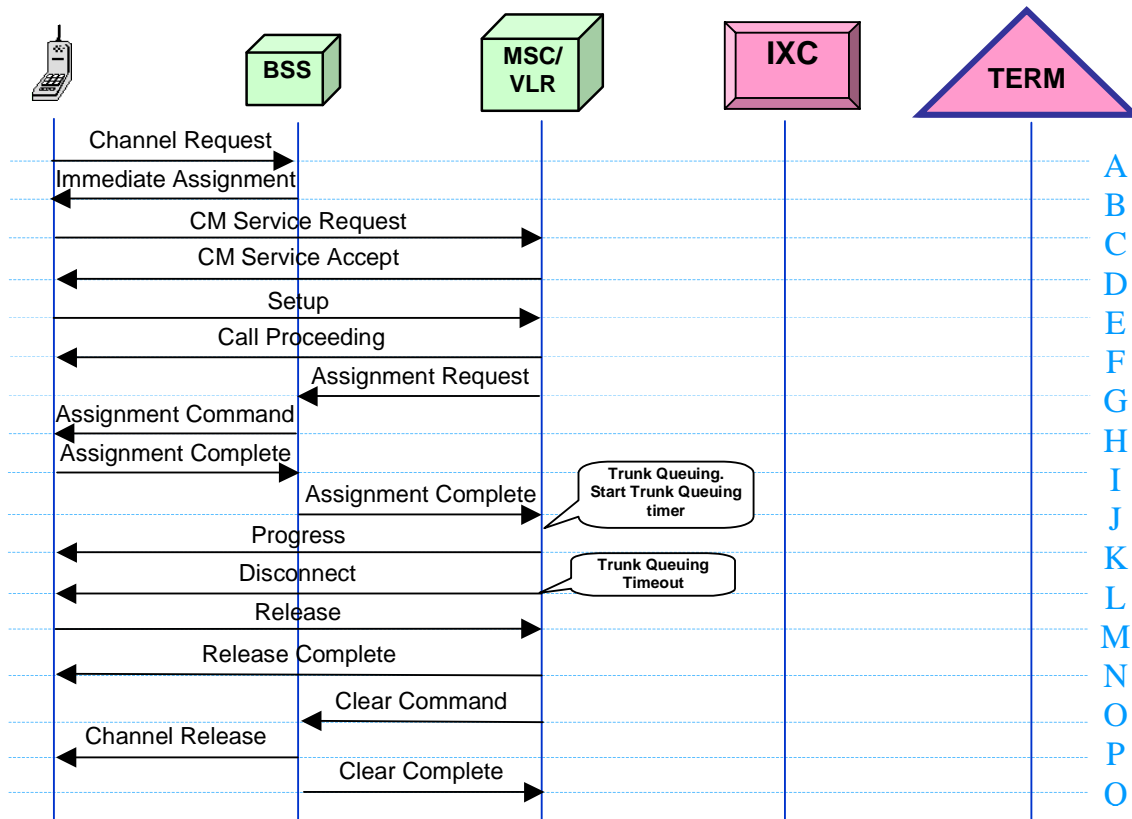 BSS
MSC/
VLR
IXC
TERM
Channel Request
A
Immediate Assignment
B
CM Service Request
C
CM Service Accept
D
Setup
E
Call Proceeding
F
Assignment Request
G
Assignment Command
H
Assignment Complete
I
Trunk Queuing.
Start Trunk Queuing
timer
Assignment Complete
J
Progress
K
Trunk Queuing
Timeout
Disconnect
L
Release
M
Release Complete
N
Clear Command
O
Channel Release
P
Clear Complete
O